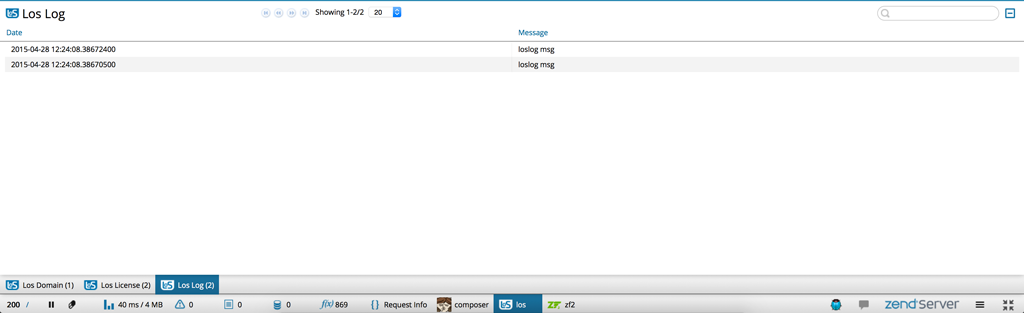 Los Log Showing 1-2/2 20
Date Message
2015-04-28 12:24:08.38672400 loslog msg
2015-04-28 12:24:08.38670500 loslog msg
Los Domain (1) Los License (2) Los Log (2)
200 / 40 ms / 4 MB 0 0 0 f(x) 869 {} Request Info composer los ZF zf2 zend Server